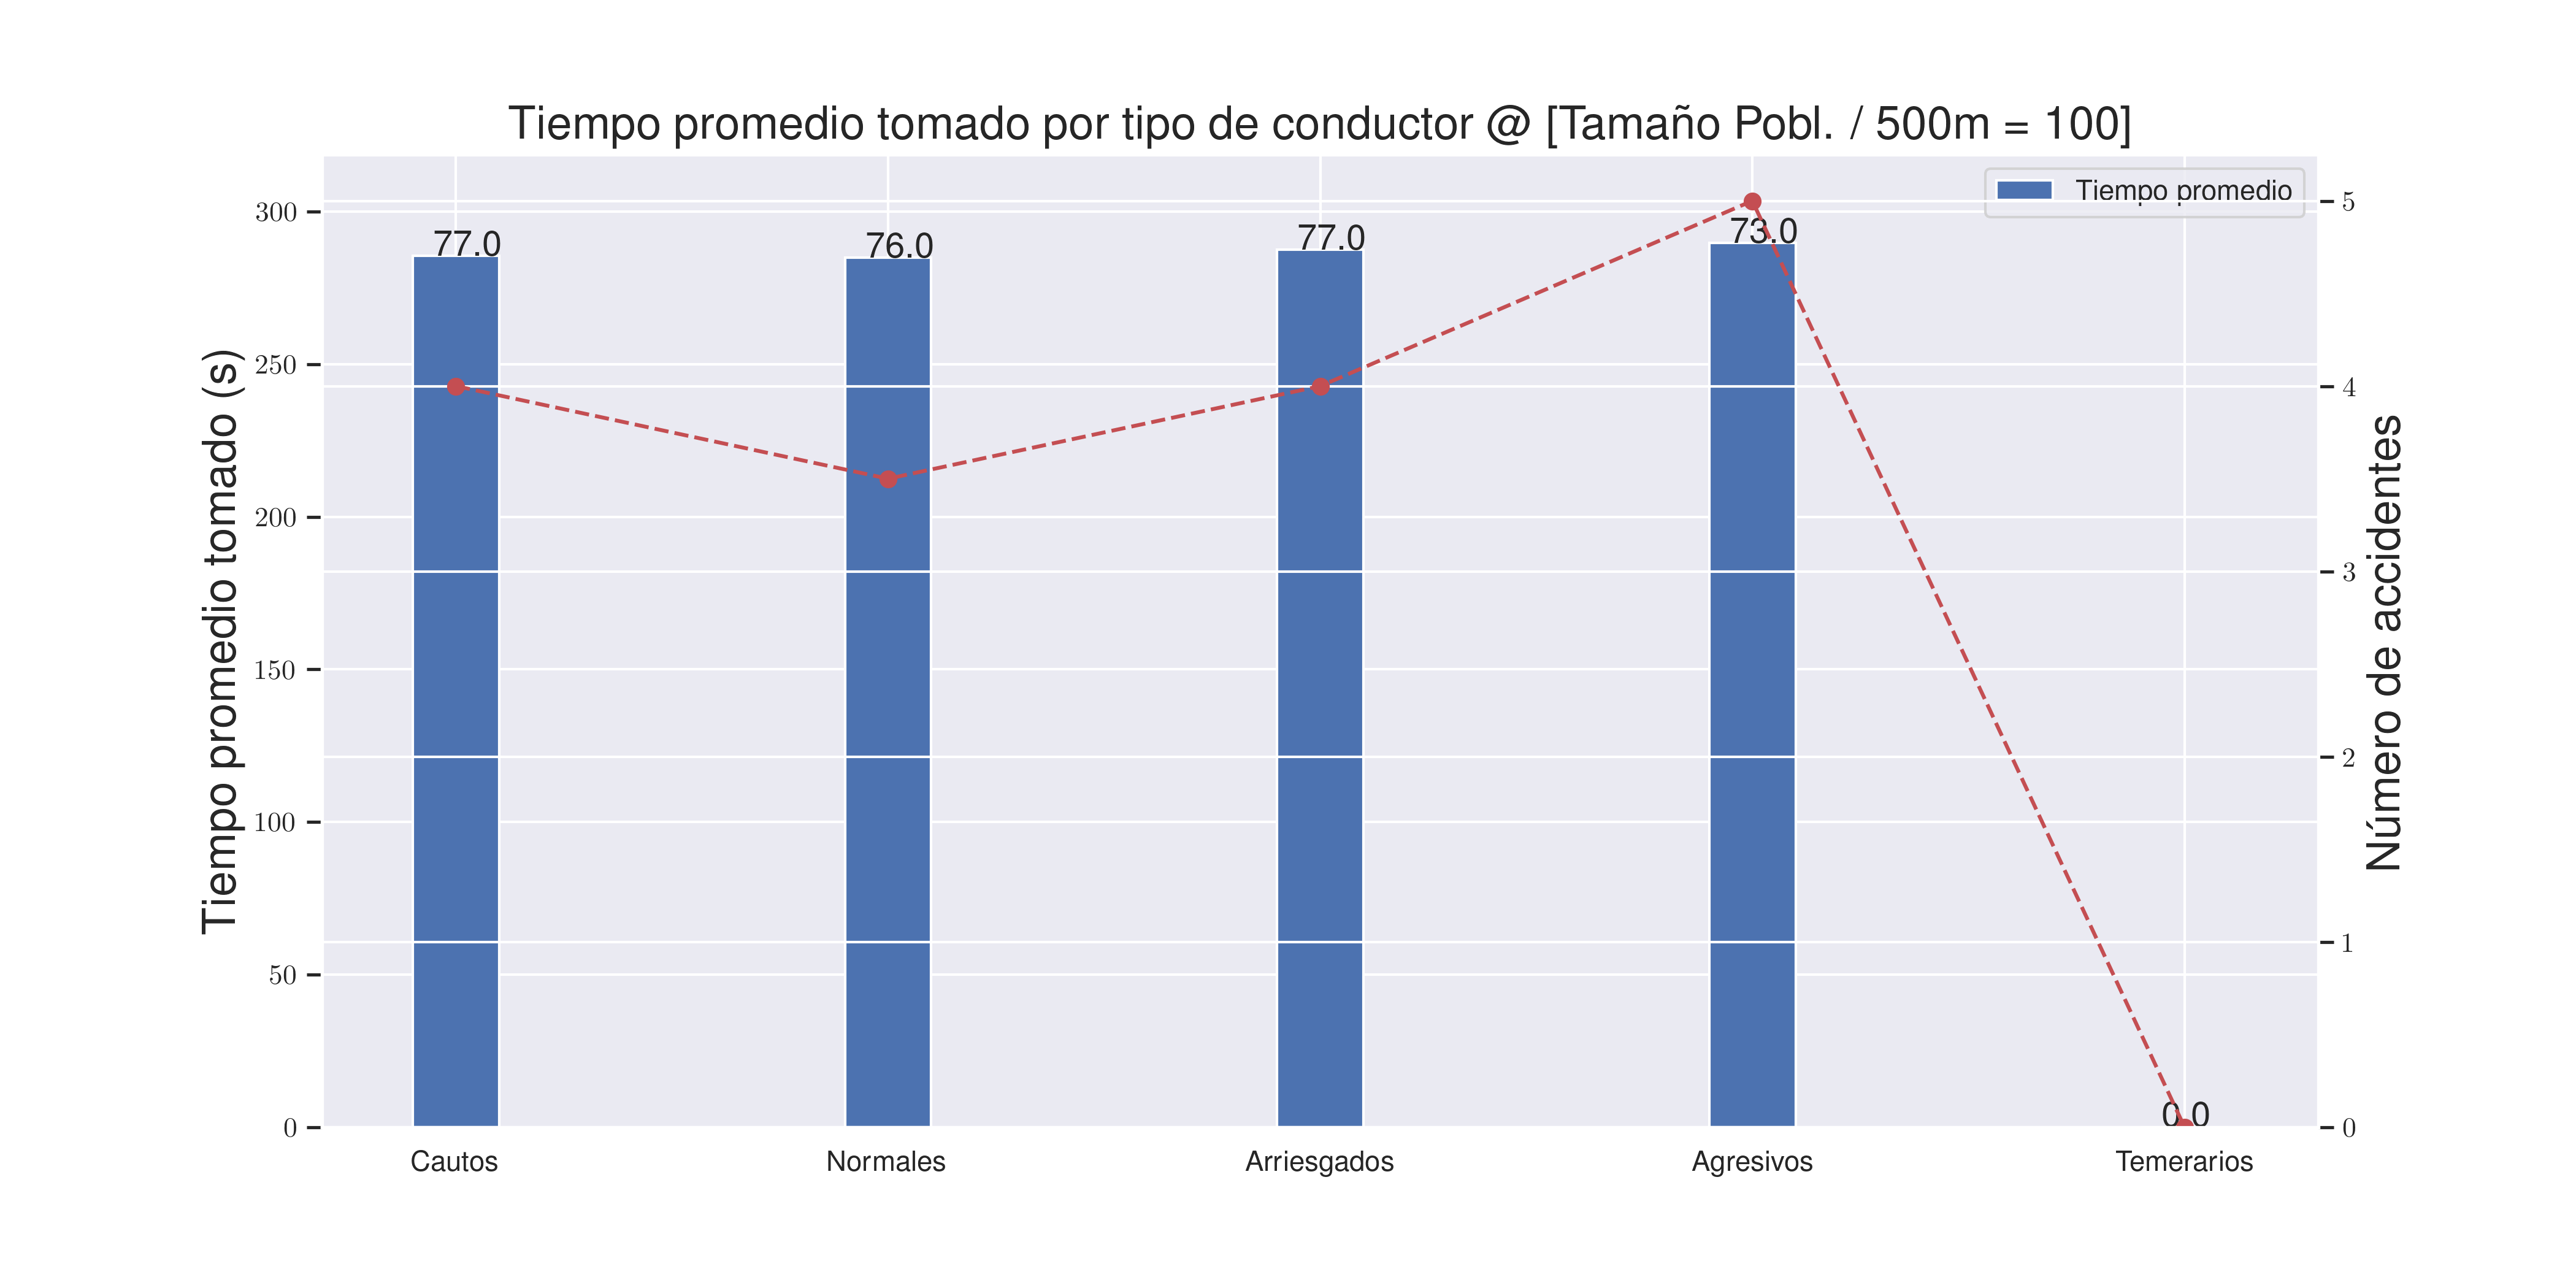 Tiempo promedio tomado por tipo de conductor @ [Tamaño Pobl. / 500m = 100]
Tiempo promedio
Tiempo promedio tomado (s)
300
250
200
150
100
50
0
77.0
76.0
77.0
73.0
0.0
5
4
3
2
1
0
Número de accidentes
Cautos
Normales
Arriesgados
Agresivos
Temerarios